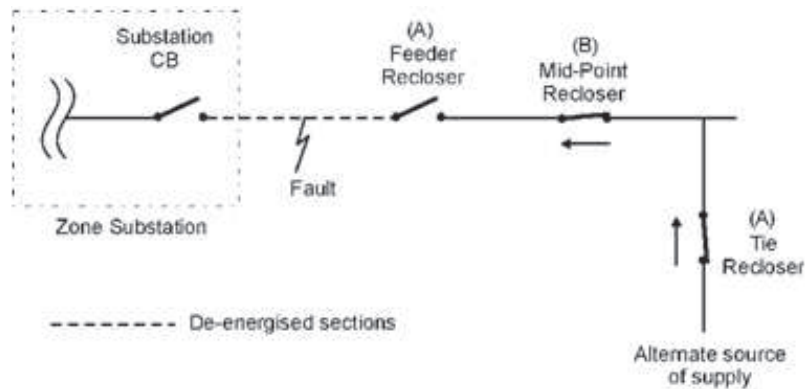 Substation
CB
(A)
Feeder
Recloser
(B)
Mid-Point
Recloser
Fault
Zone Substation
(A)
Tie
Recloser
De-energised sections
Alternate source
of supply